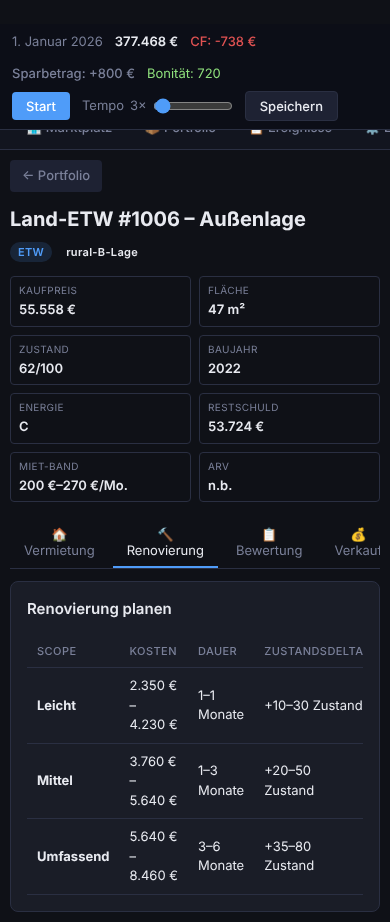 1. Januar 2026 377.468 € CF: -738 €
Sparbetrag: +800 € Bonität: 720
Start Tempo 3× Speichern
Marktplatz Portfolio Ereignisse
← Portfolio
Land-ETW #1006 – Außenlage
ETW rural-B-Lage
KAUFPREIS FLÄCHE
55.558 € 47 m²
ZUSTAND BAUJAHR
62/100 2022
ENERGIE RESTSCHULD
C 53.724 €
MIET-BAND ARV
200 €–270 €/Mo. n.b.
Vermietung Renovierung Bewertung Verkauf
Renovierung planen
SCOPE KOSTEN DAUER ZUSTANDSDELTA
Leicht 2.350 € – 4.230 € 1–1 Monate +10–30 Zustand
Mittel 3.760 € – 5.640 € 1–3 Monate +20–50 Zustand
Umfassend 5.640 € – 8.460 € 3–6 Monate +35–80 Zustand